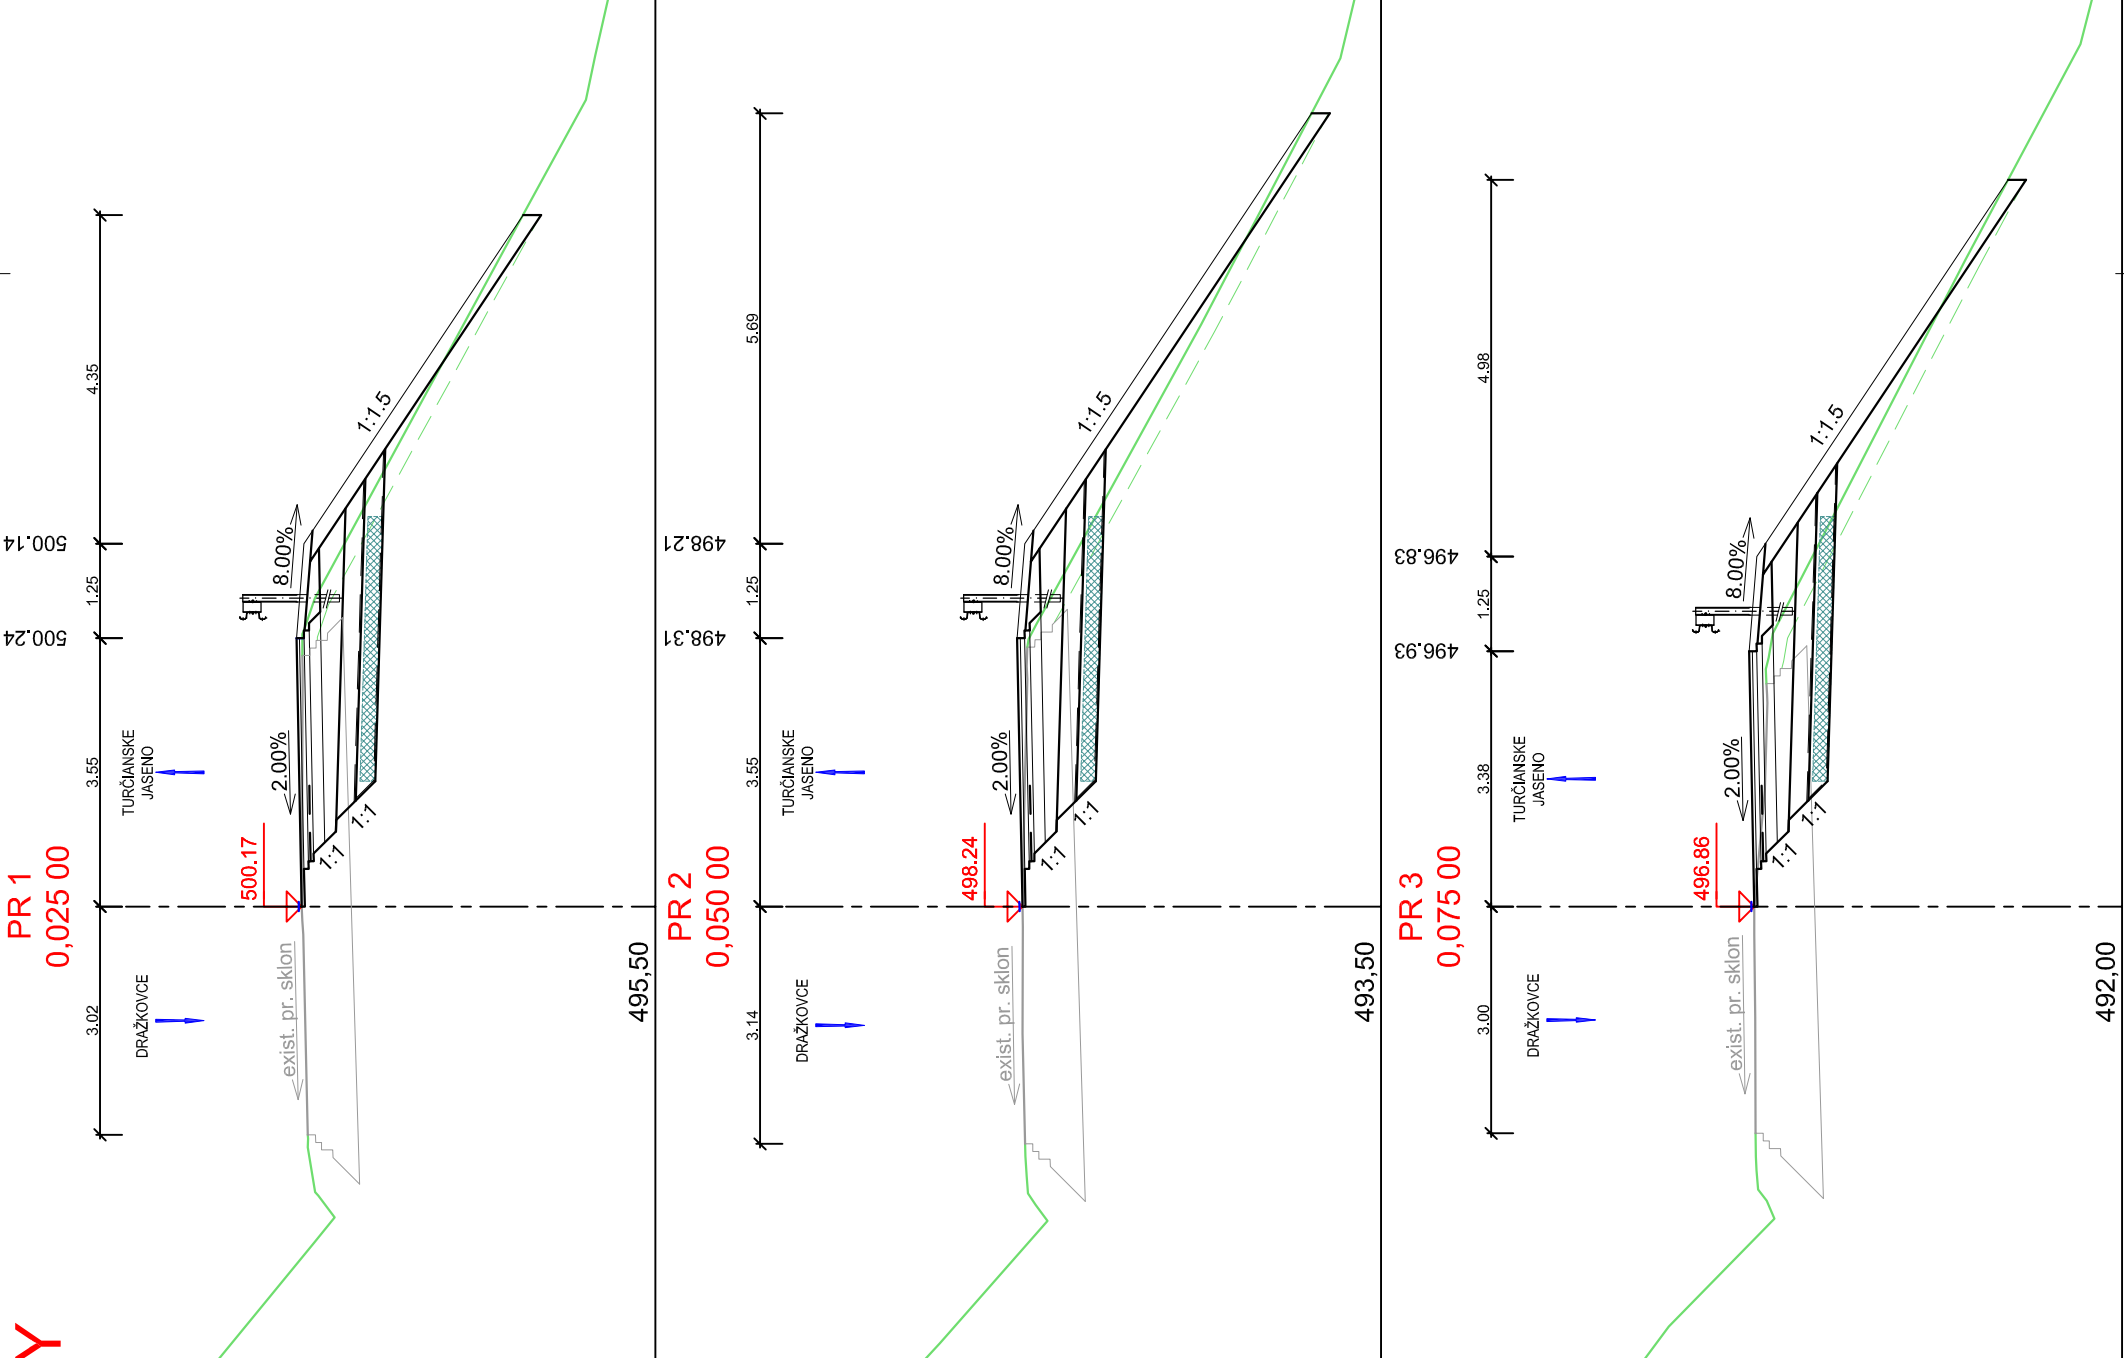 Y
PR 1
0,025 00
500.14
500.24
4.35
1.25
3.55
3.02
TURČIANSKE
JASENO
DRAŽKOVCE
500.17
8.00%
2.00%
exist. pr. sklon
1:1.5
1:1
1:1
495,50
PR 2
0,050 00
498.21
498.31
5.69
1.25
3.55
3.14
TURČIANSKE
JASENO
DRAŽKOVCE
498.24
8.00%
2.00%
exist. pr. sklon
1:1.5
1:1
1:1
493,50
PR 3
0,075 00
496.83
496.93
4.98
1.25
3.38
3.00
TURČIANSKE
JASENO
DRAŽKOVCE
496.86
8.00%
2.00%
exist. pr. sklon
1:1.5
1:1
1:1
492,00